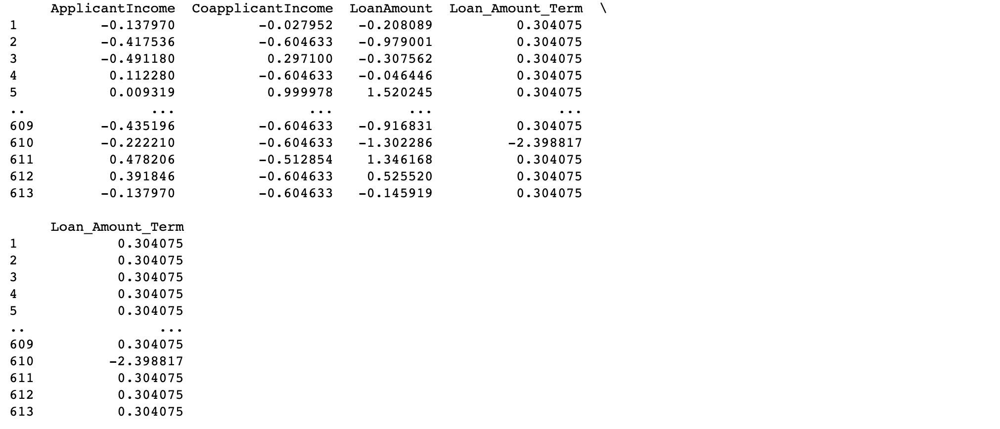 ApplicantIncome CoapplicantIncome LoanAmount Loan_Amount_Term \
1 -0.137970 -0.027952 -0.208089 0.304075
2 -0.417536 -0.604633 -0.979001 0.304075
3 -0.491180 0.297100 -0.307562 0.304075
4 0.112280 -0.604633 -0.046446 0.304075
5 0.009319 0.999978 1.520245 0.304075
.. ... ... ... ...
609 -0.435196 -0.604633 -0.916831 0.304075
610 -0.222210 -0.604633 -1.302286 -2.398817
611 0.478206 -0.512854 1.346168 0.304075
612 0.391846 -0.604633 0.525520 0.304075
613 -0.137970 -0.604633 -0.145919 0.304075
Loan_Amount_Term
1 0.304075
2 0.304075
3 0.304075
4 0.304075
5 0.304075
.. ...
609 0.304075
610 -2.398817
611 0.304075
612 0.304075
613 0.304075